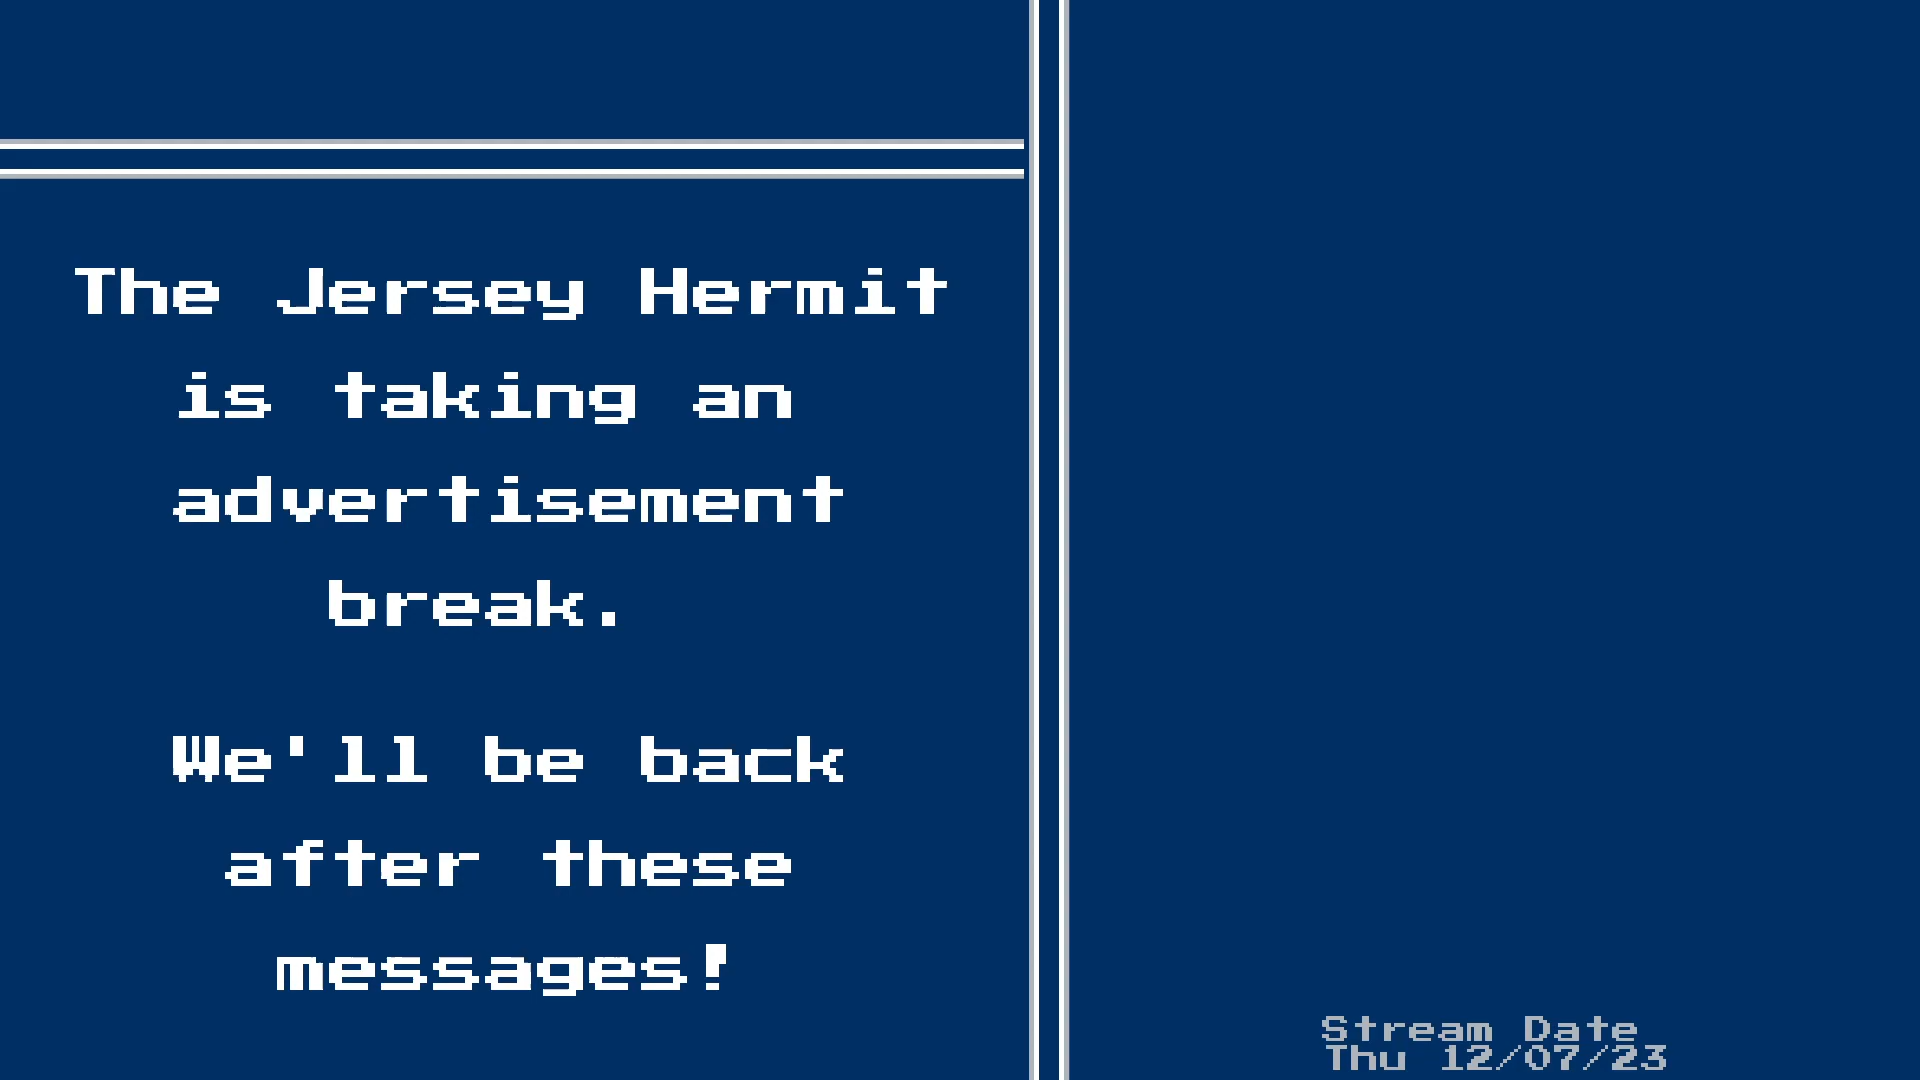 The Jersey Hermit
is taking an
advertisement
break.
We'll be back
after these
messages!
Stream Date
Thu 12/07/23